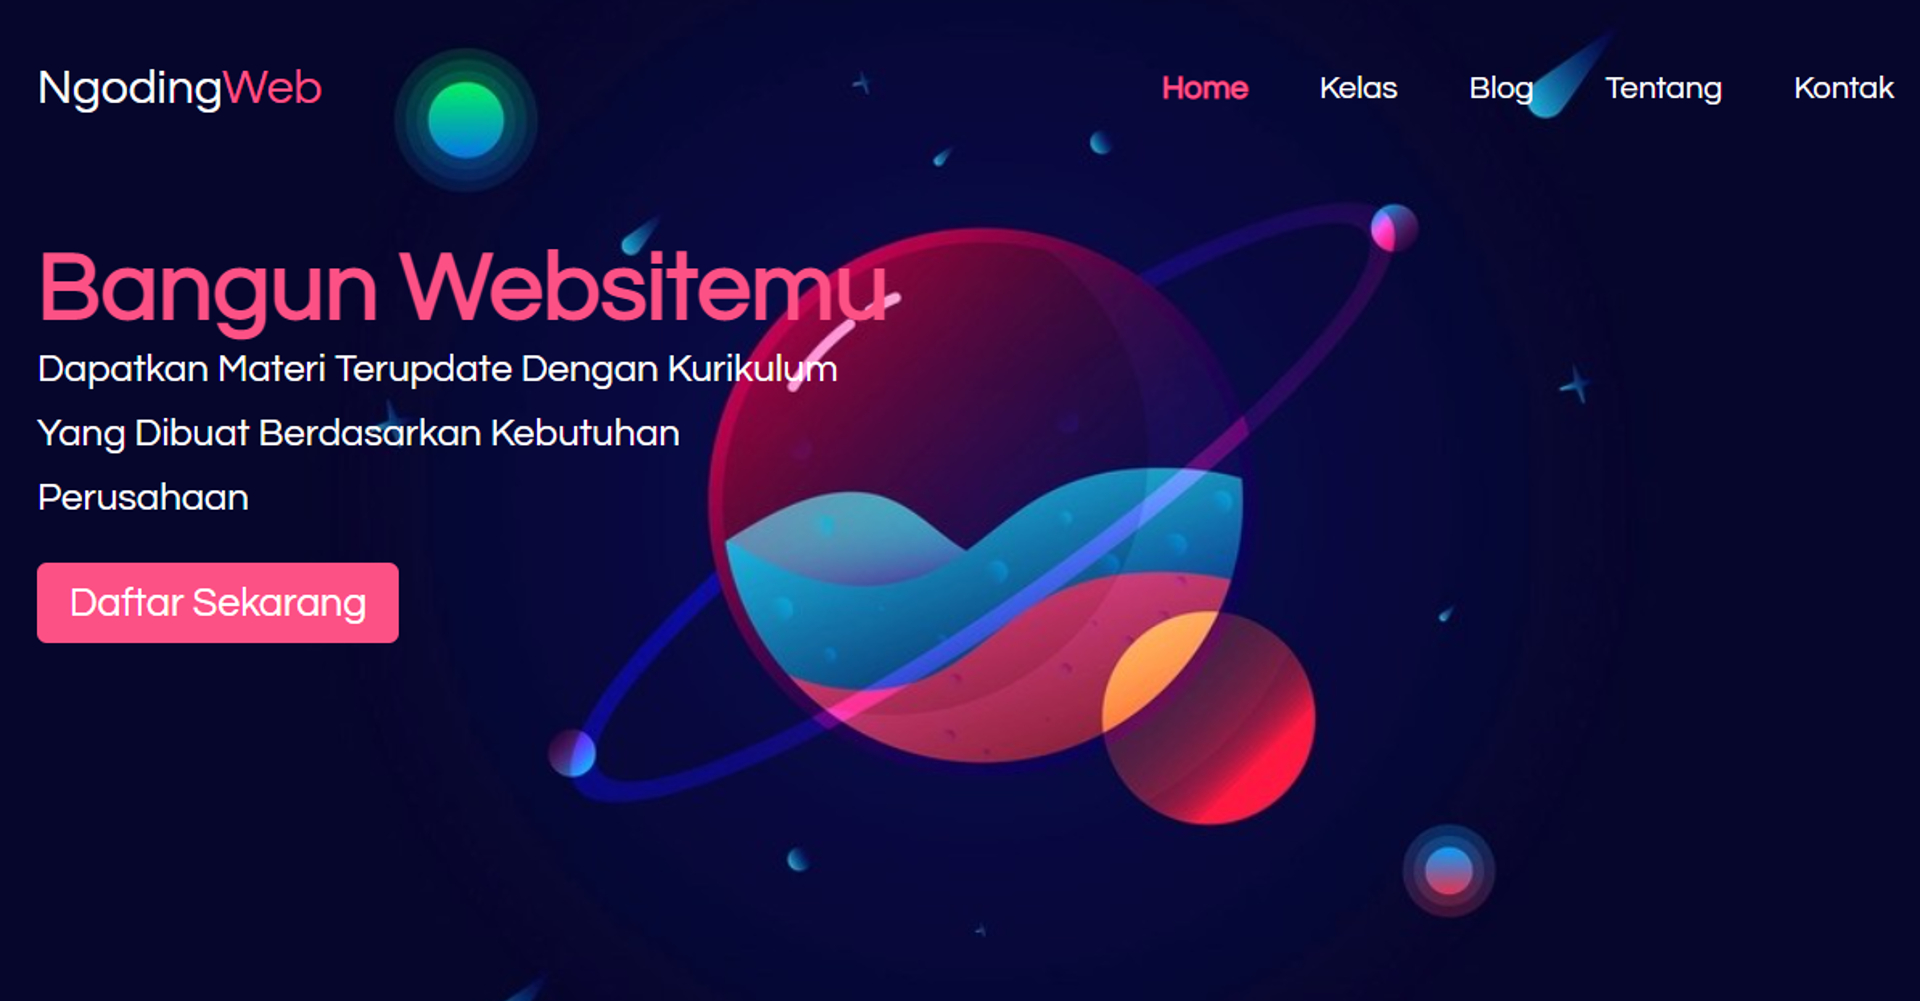 NgodingWeb
Home Kelas Blog Tentang Kontak
Bangun Websitemu
Dapatkan Materi Terupdate Dengan Kurikulum
Yang Dibuat Berdasarkan Kebutuhan
Perusahaan
Daftar Sekarang